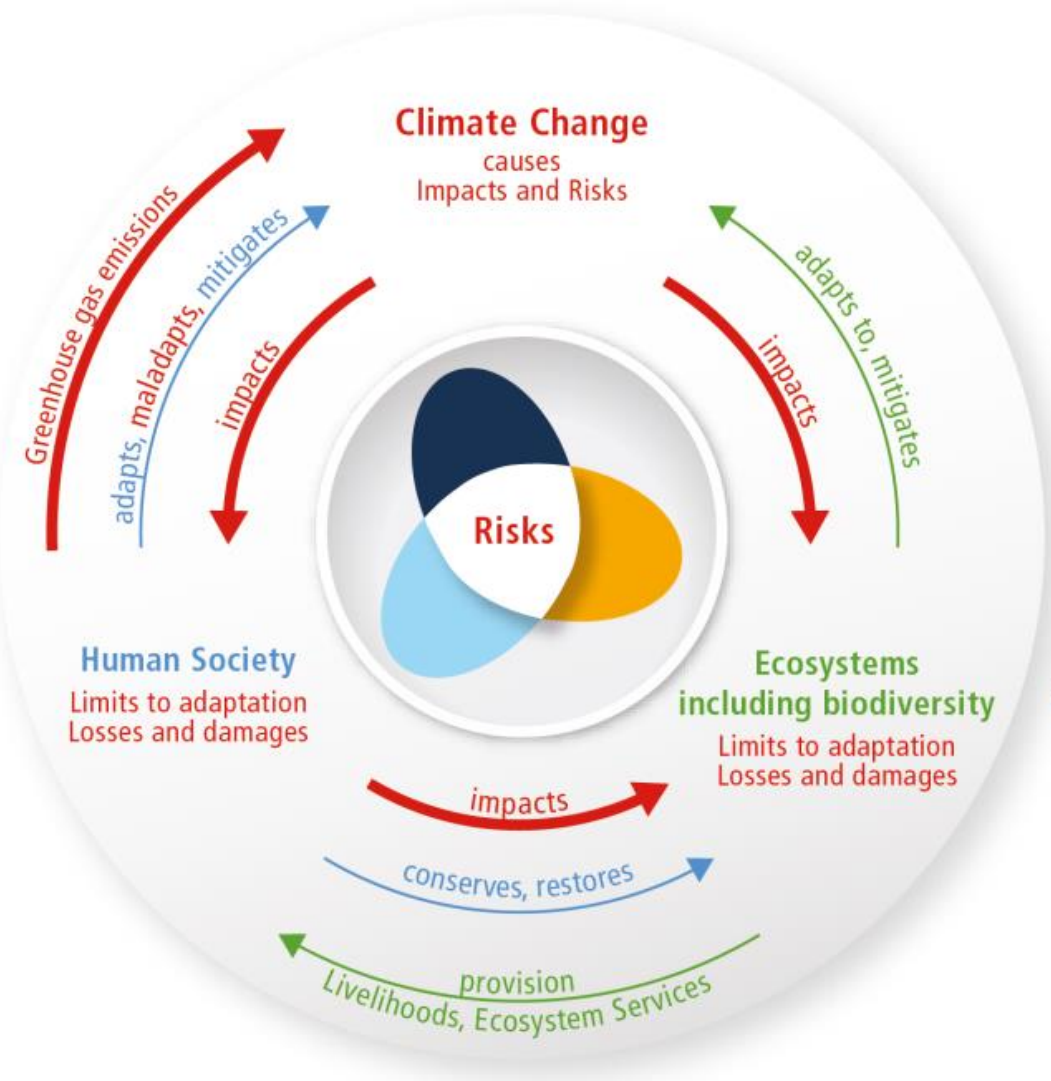 Climate Change
causes
Impacts and Risks
Greenhouse gas emissions
adapts, maladapts, mitigates
impacts
impacts
adapts to, mitigates
Risks
Human Society
Limits to adaptation
Losses and damages
Ecosystems
including biodiversity
Limits to adaptation
Losses and damages
impacts
conserves, restores
provision
Livelihoods, Ecosystem Services